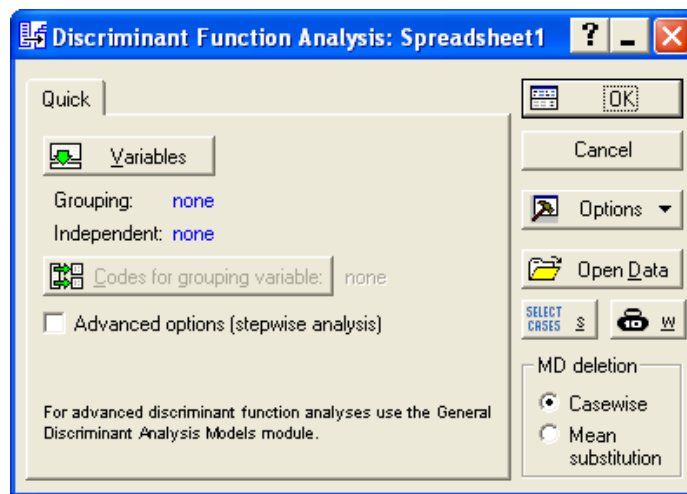 Discriminant Function Analysis: Spreadsheet1
?
Quick
Variables
Grouping: none
Independent: none
Codes for grouping variable: none
Advanced options (stepwise analysis)
For advanced discriminant function analyses use the General
Discriminant Analysis Models module.
OK
Cancel
Options
Open Data
SELECT
CASES S
W
MD deletion
Casewise
Mean
substitution